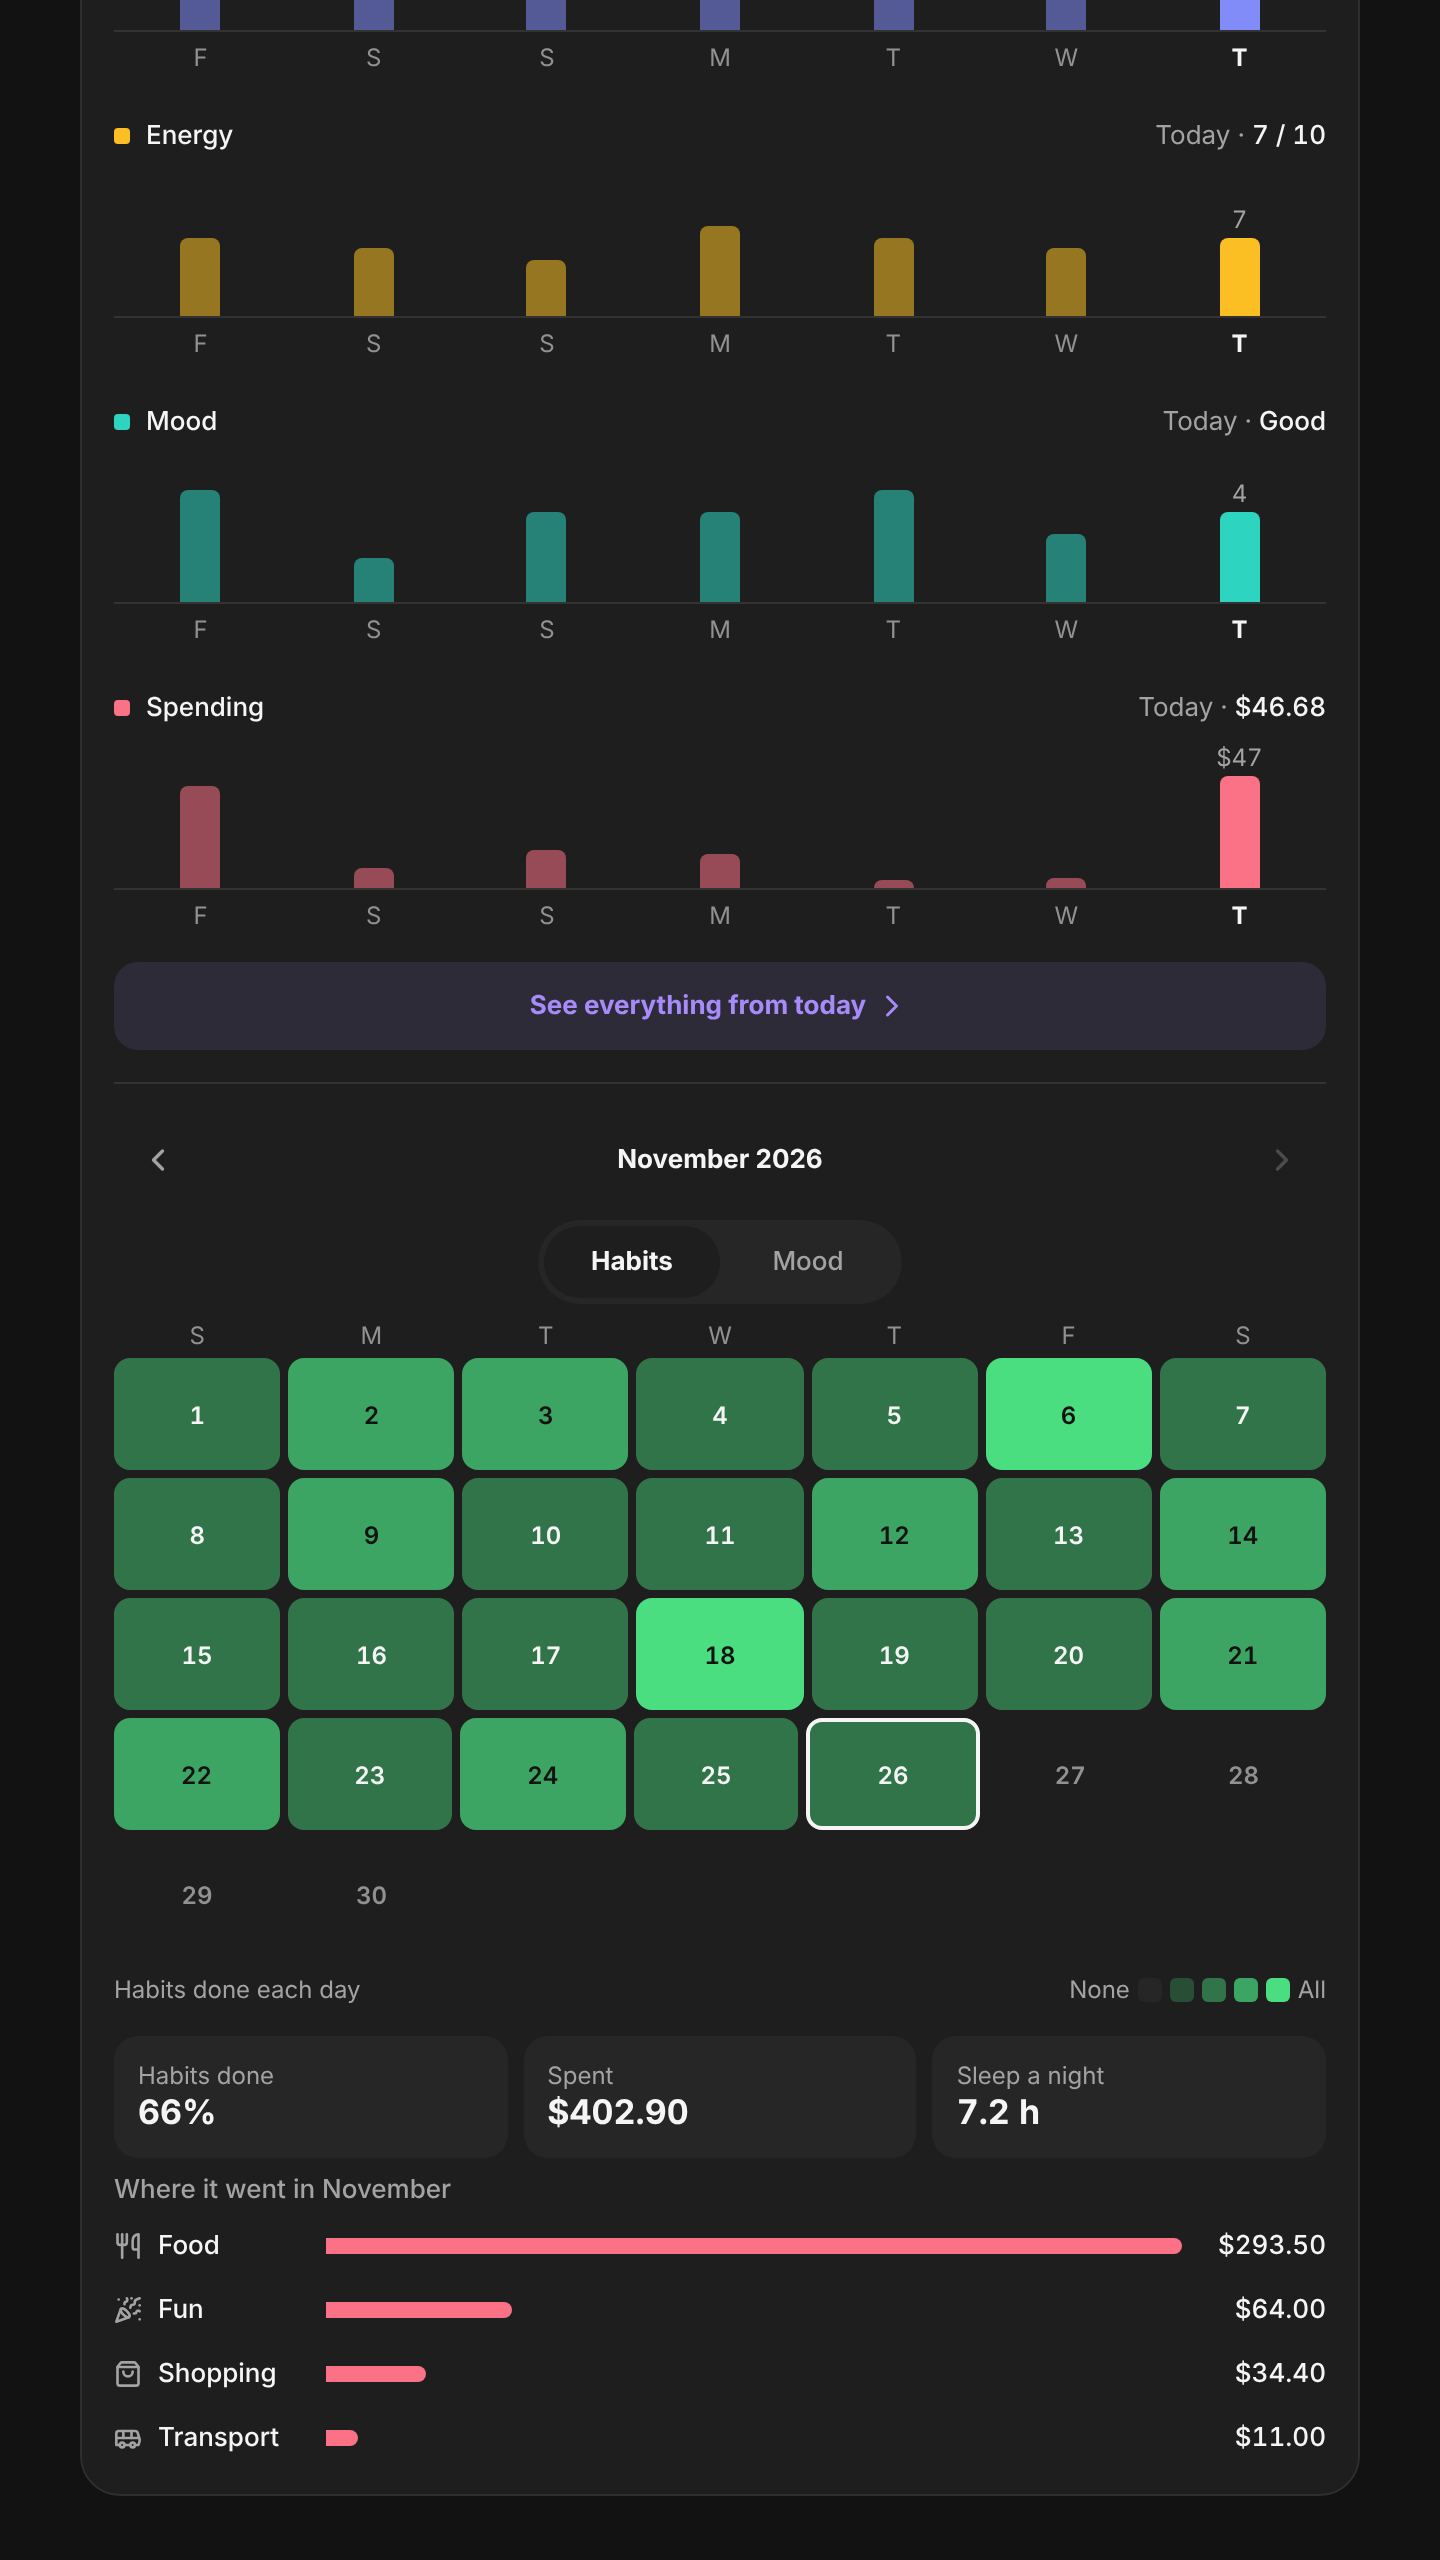 F S S M T W T
Energy Today · 7 / 10
7
F S S M T W T
Mood Today · Good
4
F S S M T W T
Spending Today · $46.68
$47
F S S M T W T
See everything from today
November 2026
Habits Mood
S M T W T F S
1 2 3 4 5 6 7
8 9 10 11 12 13 14
15 16 17 18 19 20 21
22 23 24 25 26 27 28
29 30
Habits done each day None All
Habits done Spent Sleep a night
66% $402.90 7.2 h
Where it went in November
Food $293.50
Fun $64.00
Shopping $34.40
Transport $11.00